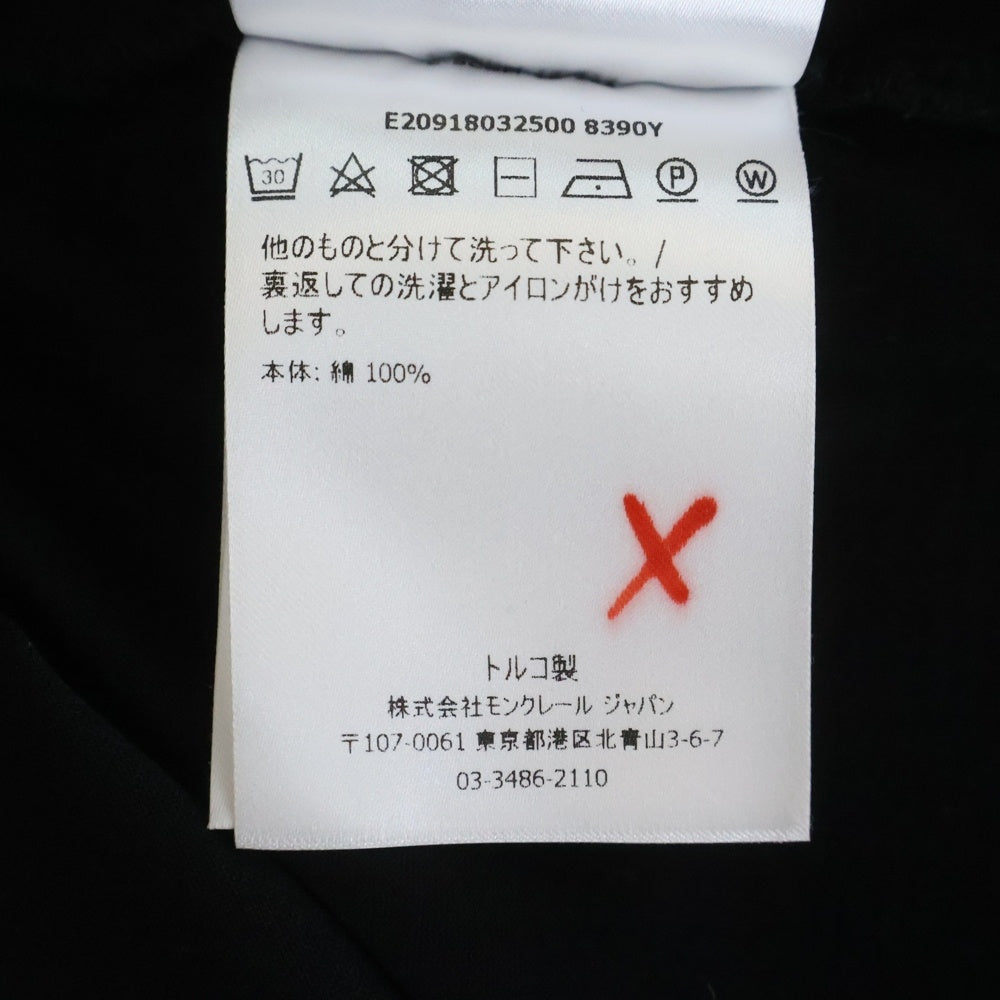 E20918032500 8390Y
30 P W
他のものと分けて洗って下さい。/
裏返しての洗濯とアイロンがけをおすすめ
します。
本体: 綿 100%
トルコ製
株式会社モンクレール ジャパン
〒107-0061 東京都港区北青山3-6-7
03-3486-2110